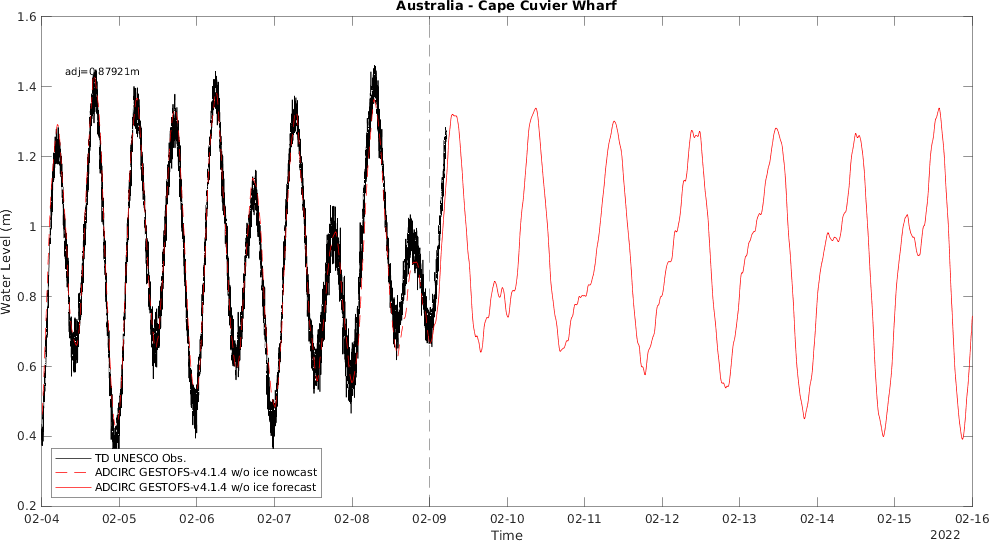 Australia - Cape Cuvier Wharf
adj=0.87921m
Water Level (m)
1.6
1.4
1.2
1
0.8
0.6
0.4
0.2
TD UNESCO Obs.
ADCIRC GESTOFS-v4.1.4 w/o ice nowcast
ADCIRC GESTOFS-v4.1.4 w/o ice forecast
02-04 02-05 02-06 02-07 02-08 02-09 02-10 02-11 02-12 02-13 02-14 02-15 02-16
Time
2022